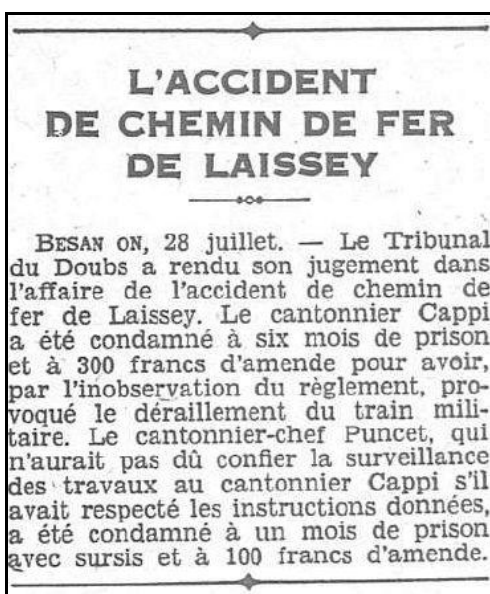 L'ACCIDENT
DE CHEMIN DE FER
DE LAISSEY
BESAN ON, 28 juillet. — Le Tribunal
du Doubs a rendu son jugement dans
l'affaire de l'accident de chemin de
fer de Laissey. Le cantonnier Cappi
a été condamné à six mois de prison
et à 300 francs d'amende pour avoir,
par l'inobservation du règlement, pro-
voqué le déraillement du train mili-
taire. Le cantonnier-chef Puncet, qui
n'aurait pas dû confier la surveillance
des travaux au cantonnier Cappi s'il
avait respecté les instructions données,
a été condamné à un mois de prison
avec sursis et à 100 francs d'amende.